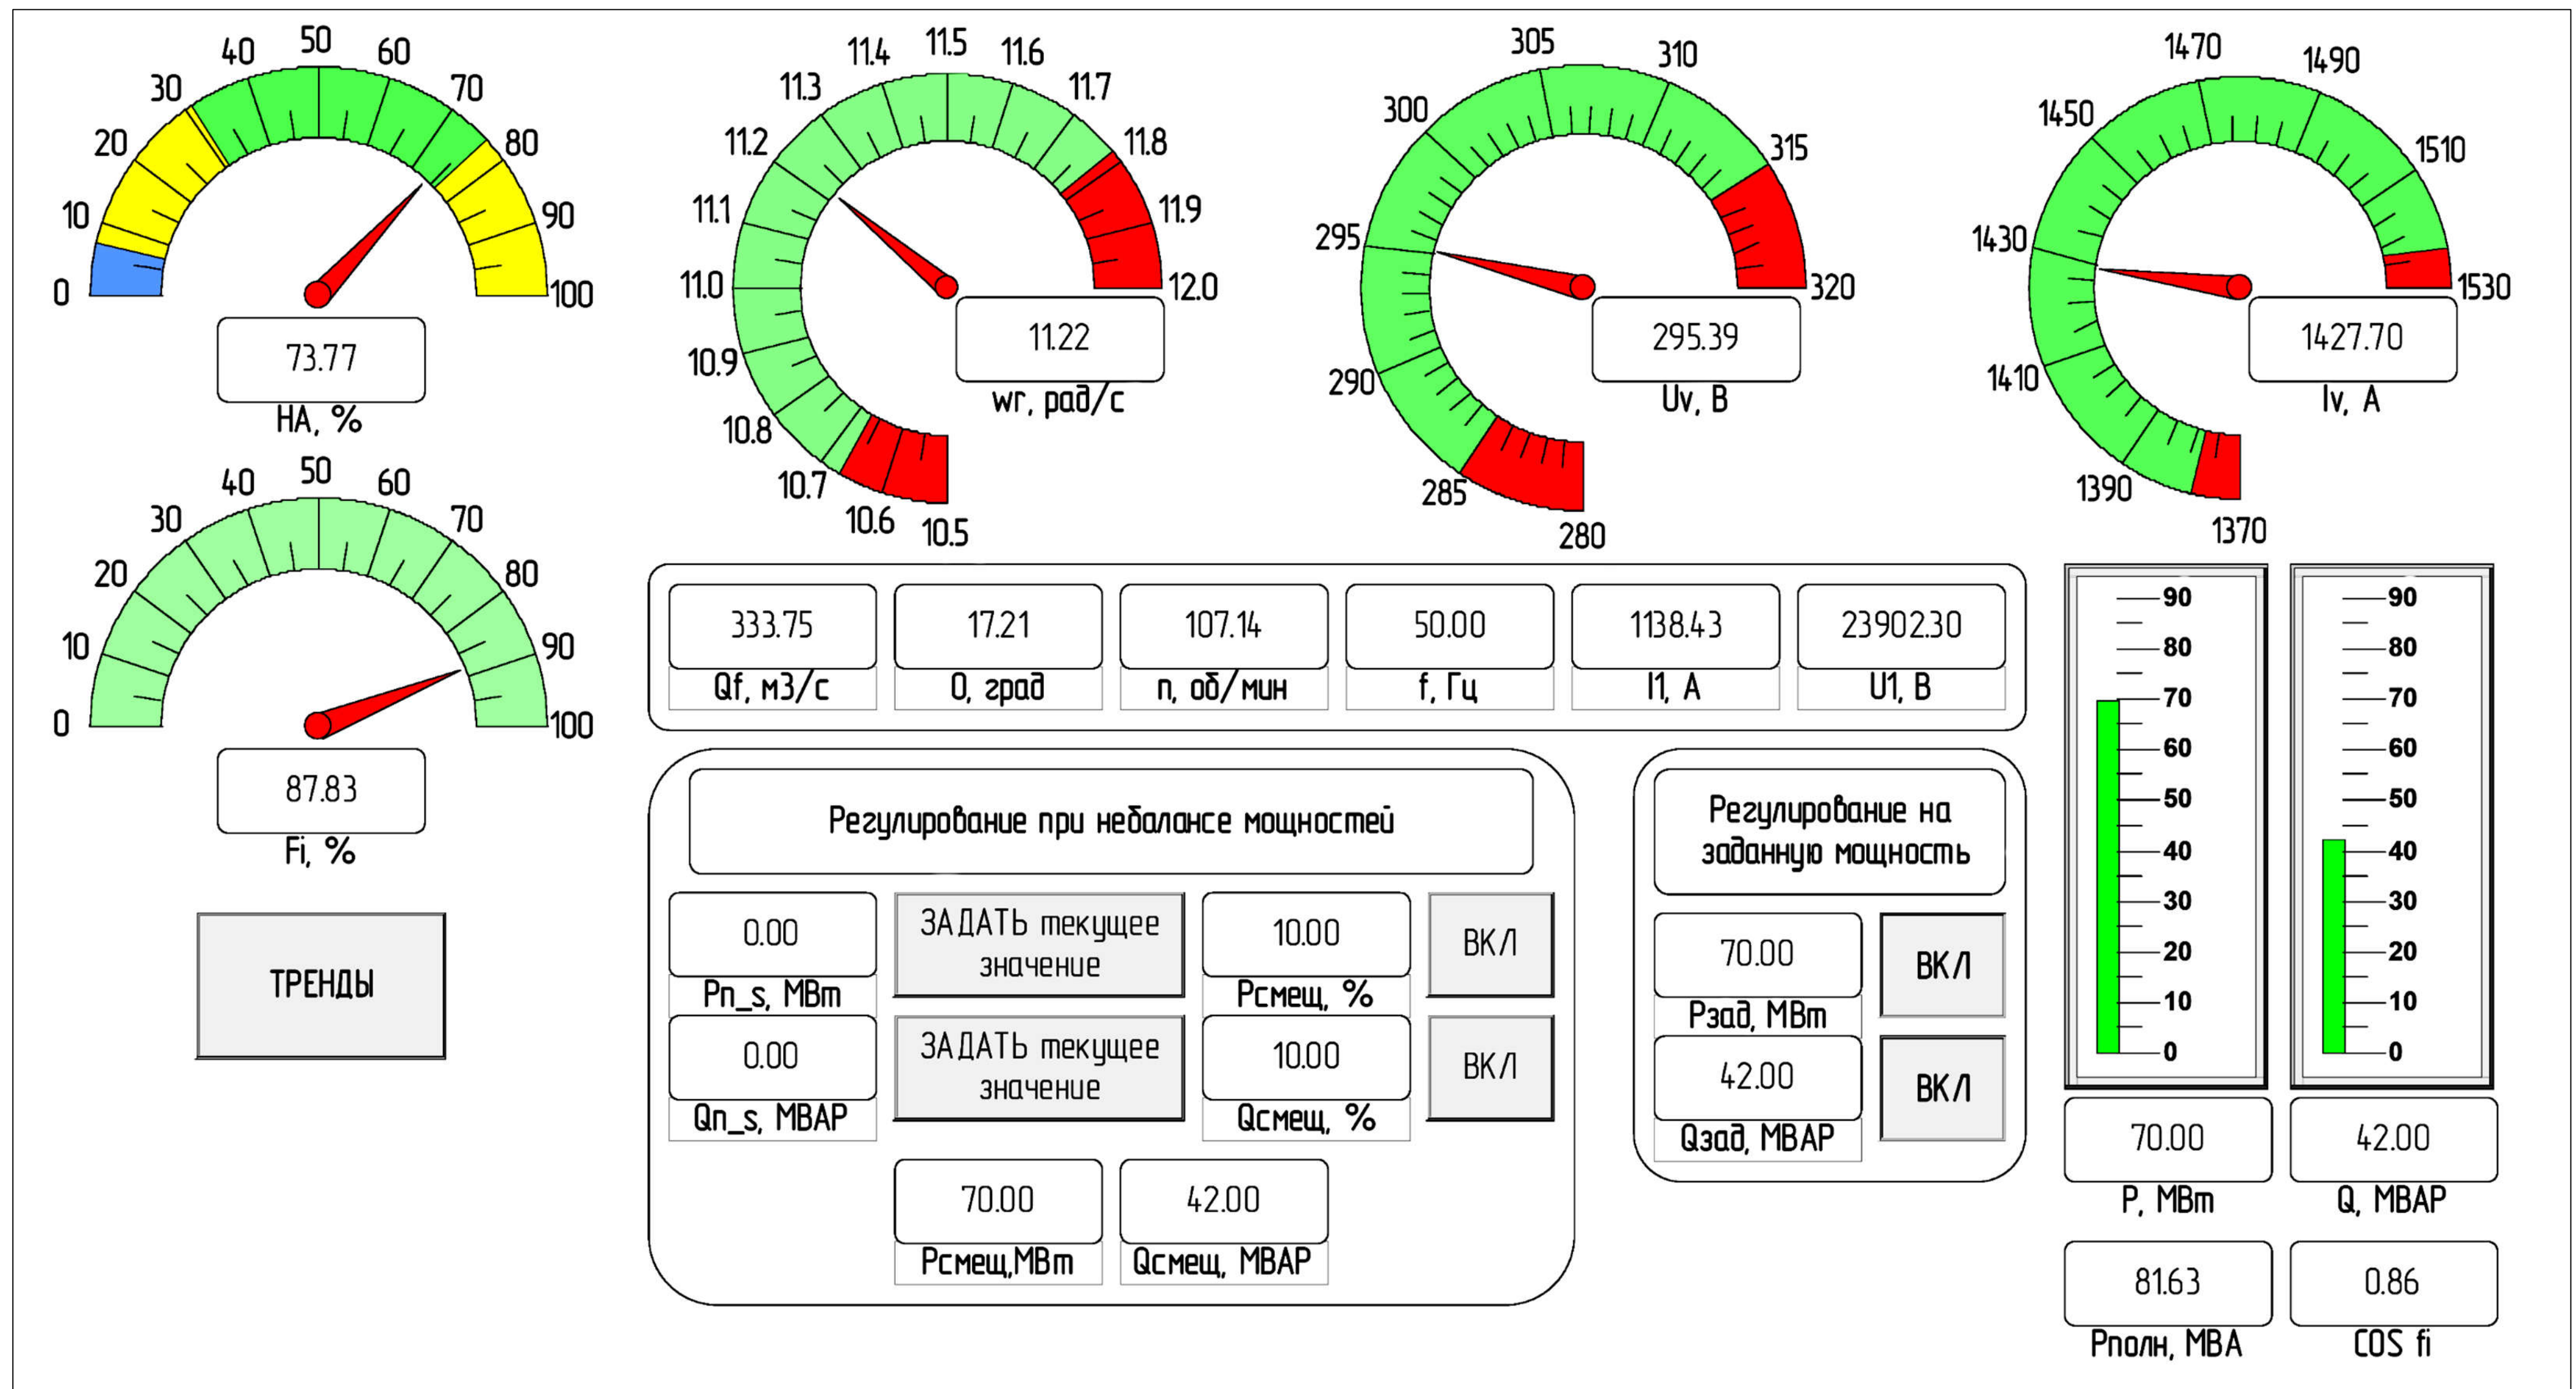 0
10
20
30
40
50
60
70
80
90
100
73.77
НА, %
10.5
10.6
10.7
10.8
10.9
11.0
11.1
11.2
11.3
11.4
11.5
11.6
11.7
11.8
11.9
12.0
11.22
wr, рад/с
280
285
290
295
300
305
310
315
320
295.39
Uv, В
1370
1390
1410
1430
1450
1470
1490
1510
1530
1427.70
Iv, А
0
10
20
30
40
50
60
70
80
90
100
87.83
Fi, %
ТРЕНДЫ
333.75
Qf, м3/с
17.21
0, град
107.14
n, об/мин
50.00
f, Гц
1138.43
I1, А
23902.30
U1, В
Регулирование при небалансе мощностей
0.00
Pn_s, МВт
ЗАДАТЬ текущее
значение
10.00
Pсмещ, %
ВКЛ
0.00
Qn_s, МВАР
ЗАДАТЬ текущее
значение
10.00
Qсмещ, %
ВКЛ
70.00
Pсмещ,МВт
42.00
Qсмещ, МВАР
Регулирование на
заданную мощность
70.00
Pзад, МВт
ВКЛ
42.00
Qзад, МВАР
ВКЛ
90
80
70
60
50
40
30
20
10
0
70.00
P, МВт
90
80
70
60
50
40
30
20
10
0
42.00
Q, МВАР
81.63
Pполн, МВА
0.86
COS fi